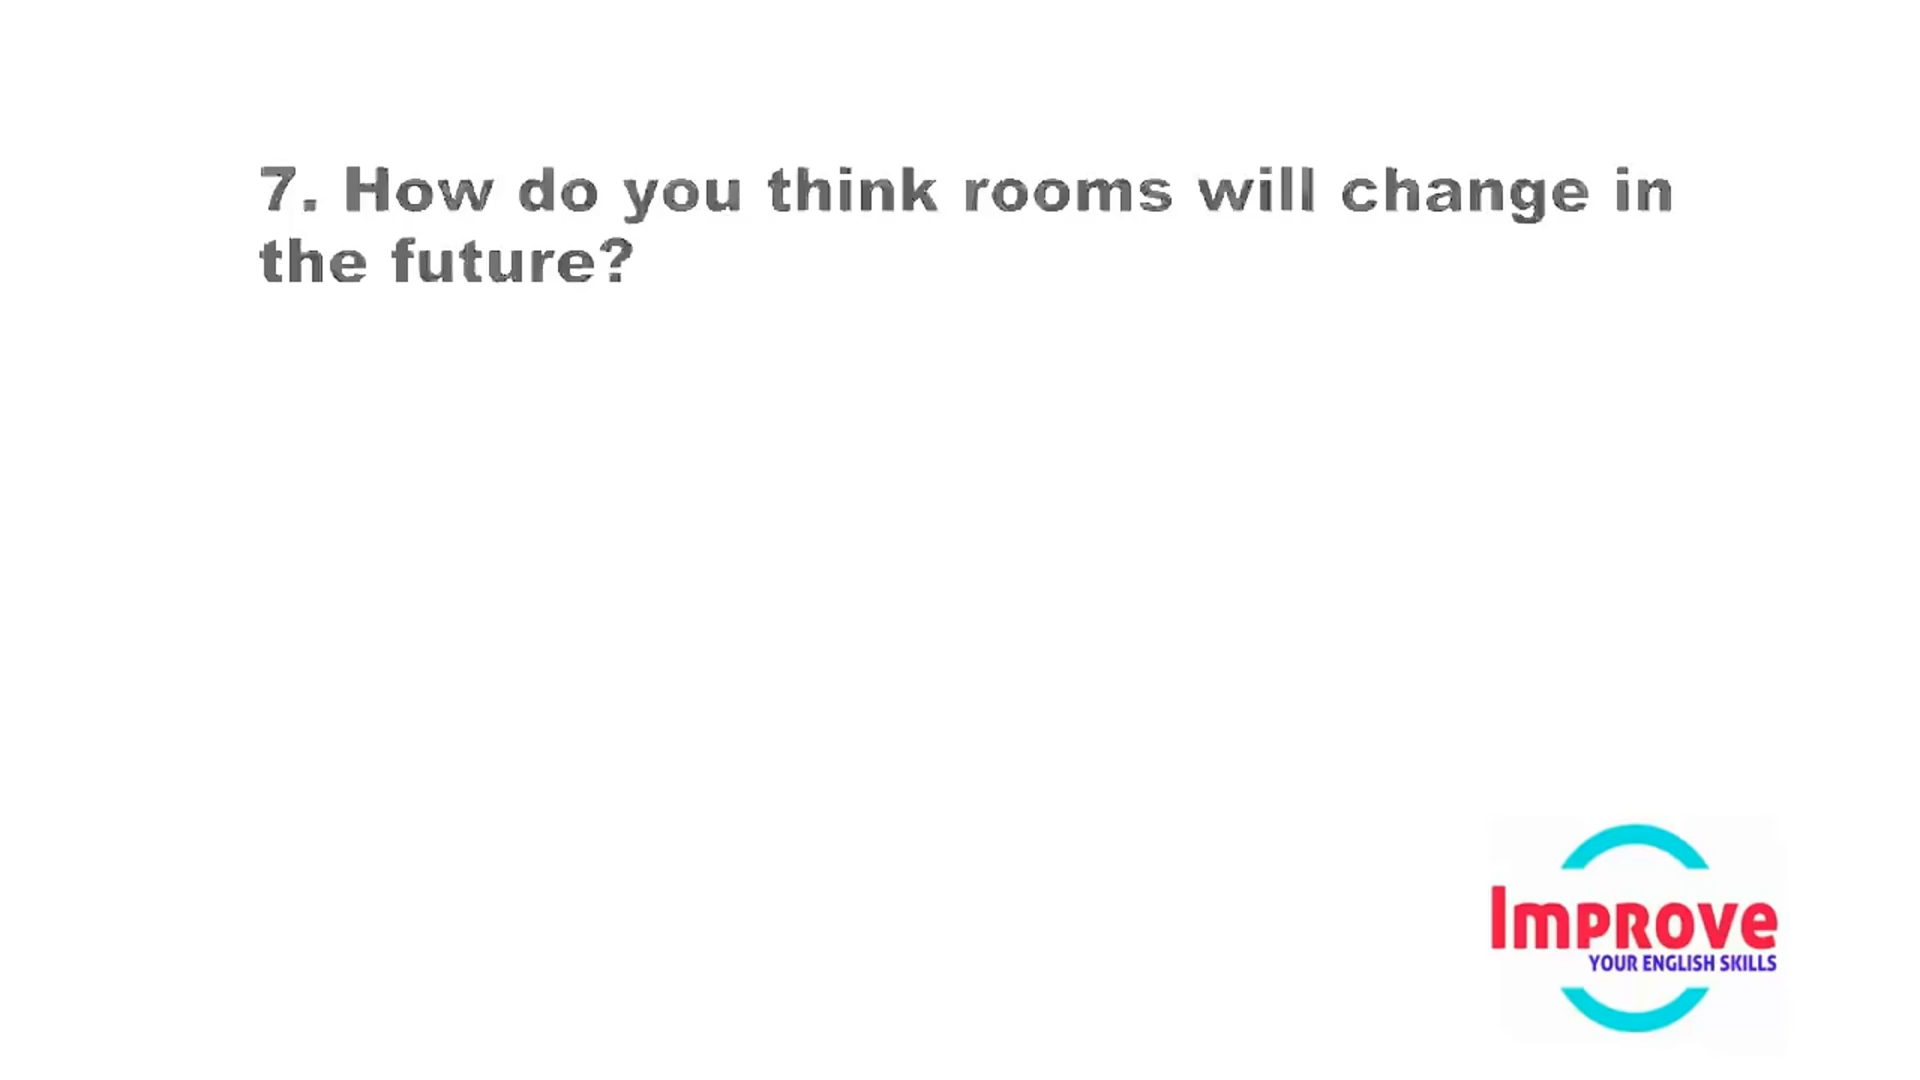 7. How do you think rooms will change in
the future?
Improve
YOUR ENGLISH SKILLS